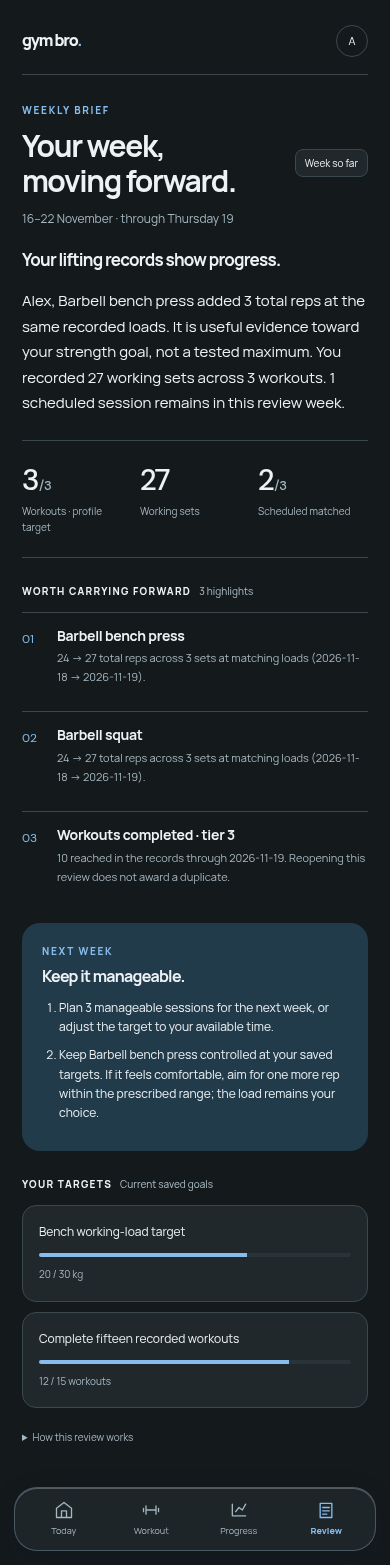 gym bro.
A
WEEKLY BRIEF
Your week,
moving forward.
Week so far
16–22 November · through Thursday 19
Your lifting records show progress.
Alex, Barbell bench press added 3 total reps at the
same recorded loads. It is useful evidence toward
your strength goal, not a tested maximum. You
recorded 27 working sets across 3 workouts. 1
scheduled session remains in this review week.
3/3
Workouts · profile
target
27
Working sets
2/3
Scheduled matched
WORTH CARRYING FORWARD 3 highlights
01 Barbell bench press
24 → 27 total reps across 3 sets at matching loads (2026-11-
18 → 2026-11-19).
02 Barbell squat
24 → 27 total reps across 3 sets at matching loads (2026-11-
18 → 2026-11-19).
03 Workouts completed · tier 3
10 reached in the records through 2026-11-19. Reopening this
review does not award a duplicate.
NEXT WEEK
Keep it manageable.
1. Plan 3 manageable sessions for the next week, or
adjust the target to your available time.
2. Keep Barbell bench press controlled at your saved
targets. If it feels comfortable, aim for one more rep
within the prescribed range; the load remains your
choice.
YOUR TARGETS Current saved goals
Bench working-load target
20 / 30 kg
Complete fifteen recorded workouts
12 / 15 workouts
How this review works
Today
Workout
Progress
Review